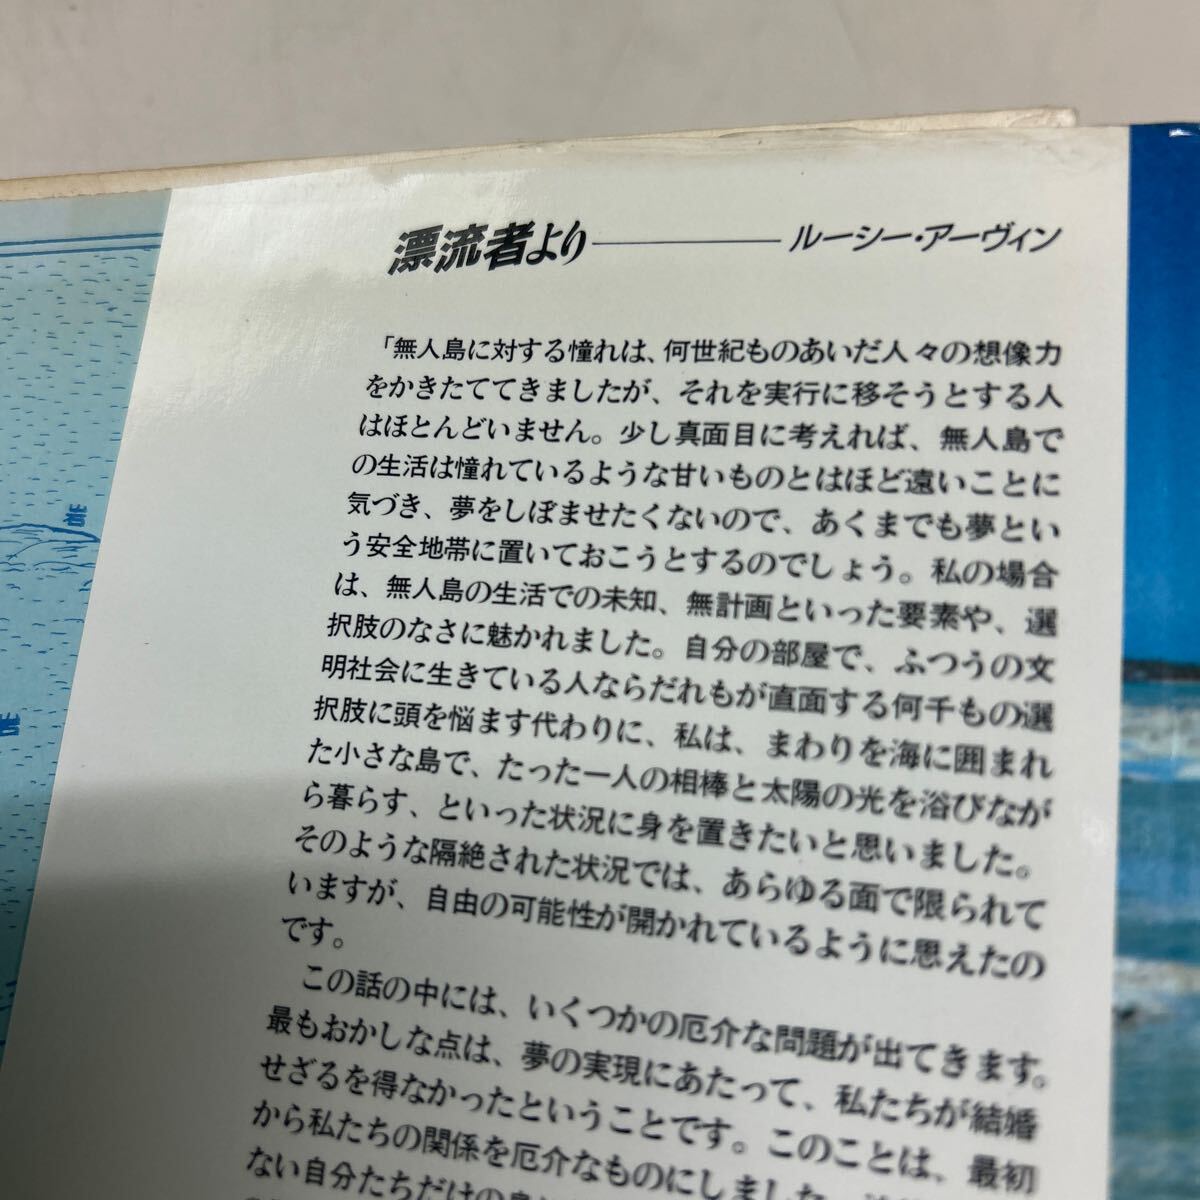 漂流者より――――ルーシー・アーヴィン
「無人島に対する憧れは、何世紀ものあいだ人々の想像力
をかきたててきましたが、それを実行に移そうとする人
はほとんどいません。少し真面目に考えれば、無人島で
の生活は憧れているような甘いものとはほど遠いことに
気づき、夢をしぼませたくないので、あくまでも夢とい
う安全地帯に置いておこうとするのでしょう。私の場合
は、無人島の生活での未知、無計画といった要素や、選
択肢のなさに魅かれました。自分の部屋で、ふつうの文
明社会に生きている人ならだれもが直面する何千もの選
択肢に頭を悩ます代わりに、私は、まわりを海に囲まれ
た小さな島で、たった一人の相棒と太陽の光を浴びなが
ら暮らす、といった状況に身を置きたいと思いました。
そのような隔絶された状況では、あらゆる面で限られて
いますが、自由の可能性が開かれているように思えたの
です。
この話の中には、いくつかの厄介な問題が出てきます。
最もおかしな点は、夢の実現にあたって、私たちが結婚
せざるを得なかったということです。このことは、最初
から私たちの関係を厄介なものにしました。
ない自分たちだけの島
岩
岩